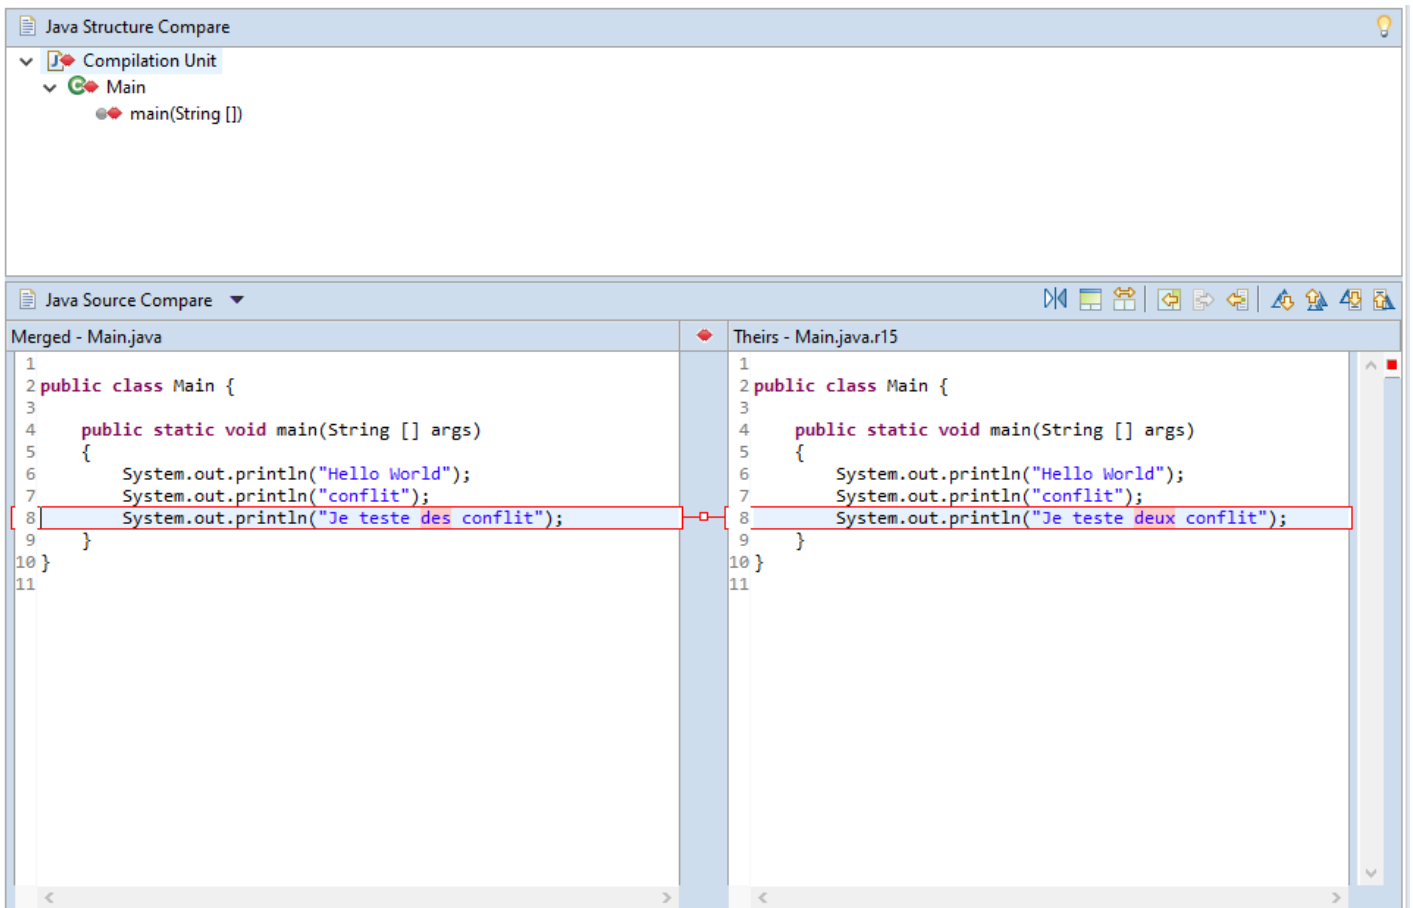 Java Structure Compare
Compilation Unit
Main
main(String [])
Java Source Compare
Merged - Main.java
1
2 public class Main {
3
4 public static void main(String [] args)
5 {
6 System.out.println("Hello World");
7 System.out.println("conflit");
8 System.out.println("Je teste des conflit");
9 }
10 }
11
Theirs - Main.java.r15
1
2 public class Main {
3
4 public static void main(String [] args)
5 {
6 System.out.println("Hello World");
7 System.out.println("conflit");
8 System.out.println("Je teste deux conflit");
9 }
10 }
11